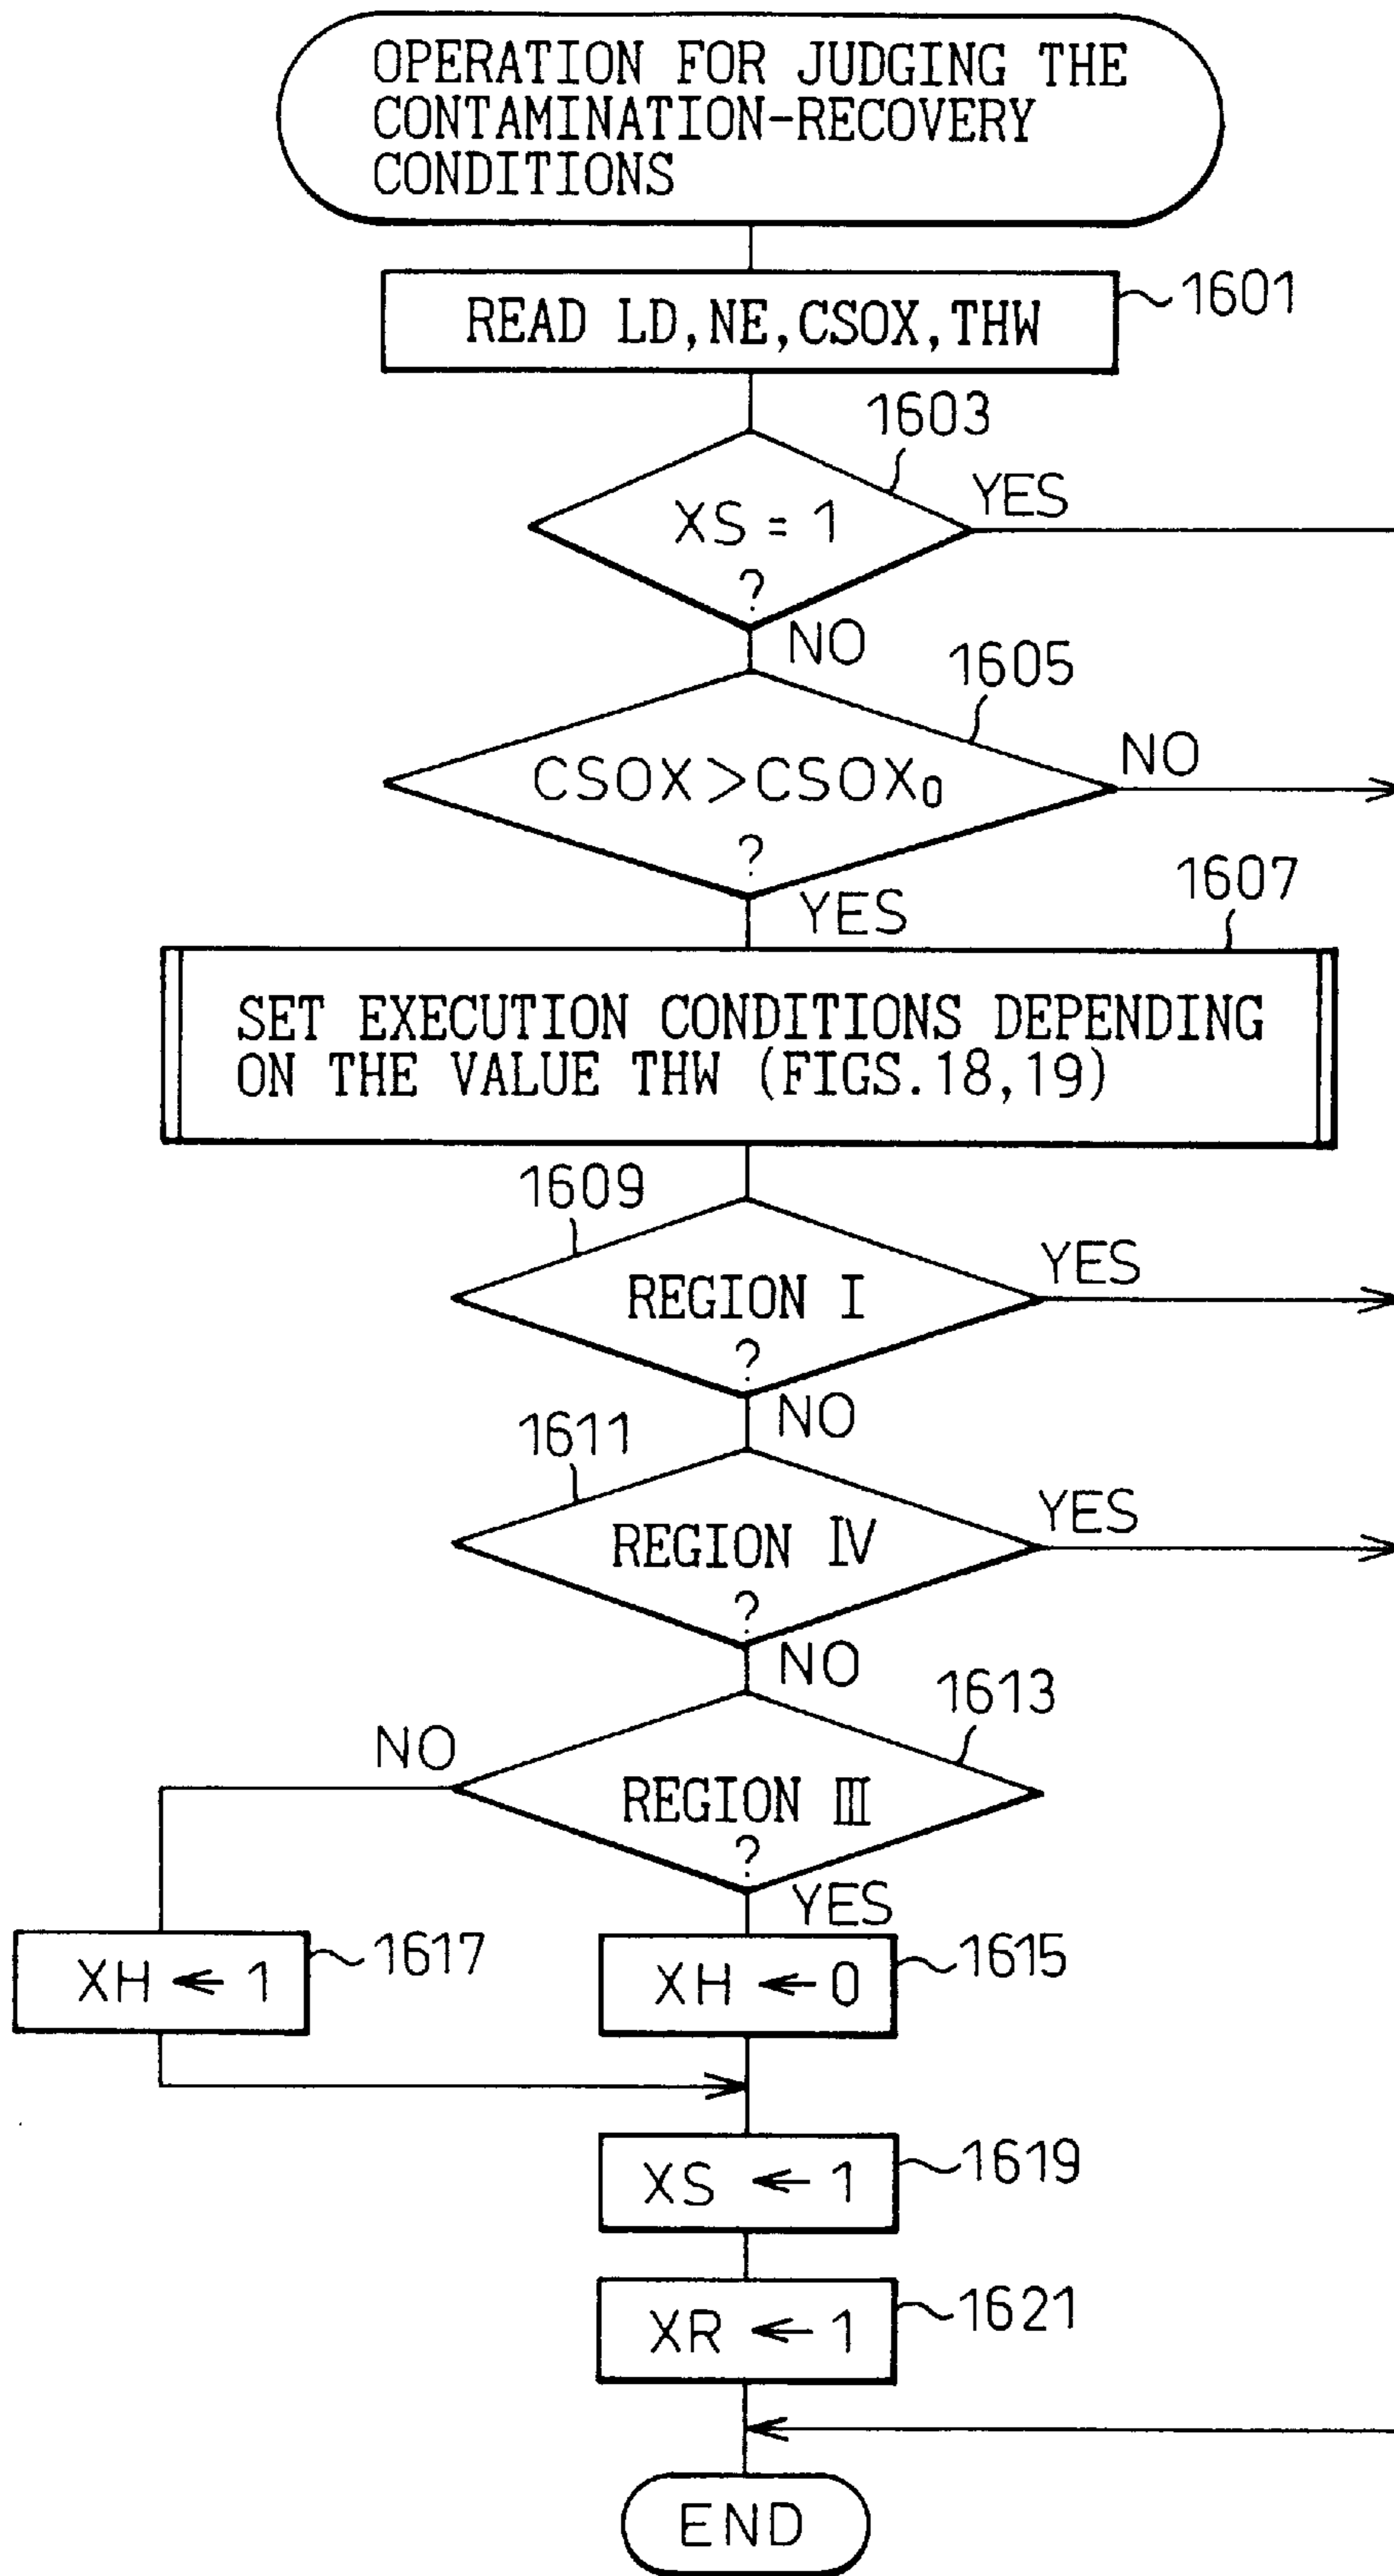 OPERATION FOR JUDGING THE
CONTAMINATION-RECOVERY
CONDITIONS
READ LD,NE,CSOX,THW
1601
1603
XS = 1
?
YES
NO
1605
CSOX>CSOX₀
?
NO
YES
1607
SET EXECUTION CONDITIONS DEPENDING
ON THE VALUE THW (FIGS.18,19)
1609
REGION I
?
YES
NO
1611
REGION IV
?
YES
NO
1613
NO
REGION III
?
YES
XH ← 1
1617
XH ← 0
1615
XS ← 1
1619
XR ← 1
1621
END